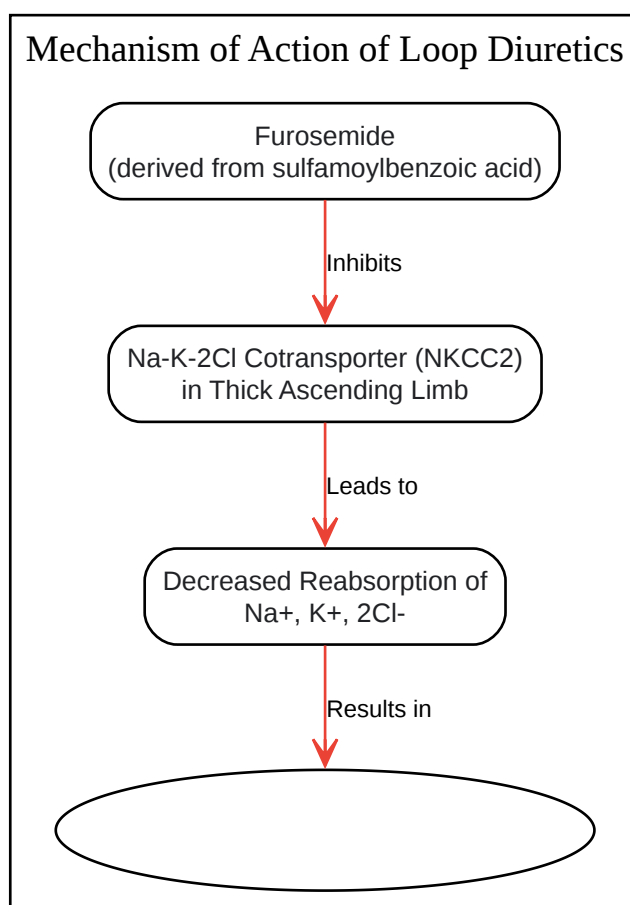 Mechanism of Action of Loop Diuretics
Furosemide
(derived from sulfamoylbenzoic acid)
Inhibits
Na-K-2Cl Cotransporter (NKCC2)
in Thick Ascending Limb
Leads to
Decreased Reabsorption of
Na+, K+, 2Cl-
Results in